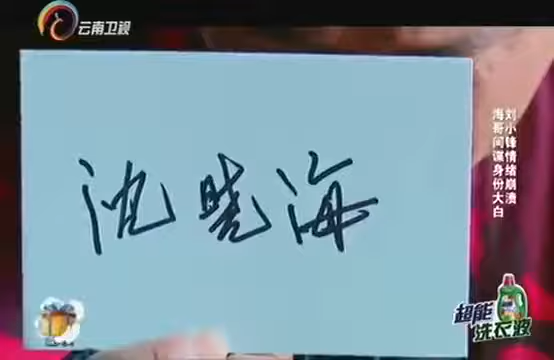 云南卫视
沈晓海
刘小锋情绪崩溃
海哥间谍身份大白
超能
洗衣液